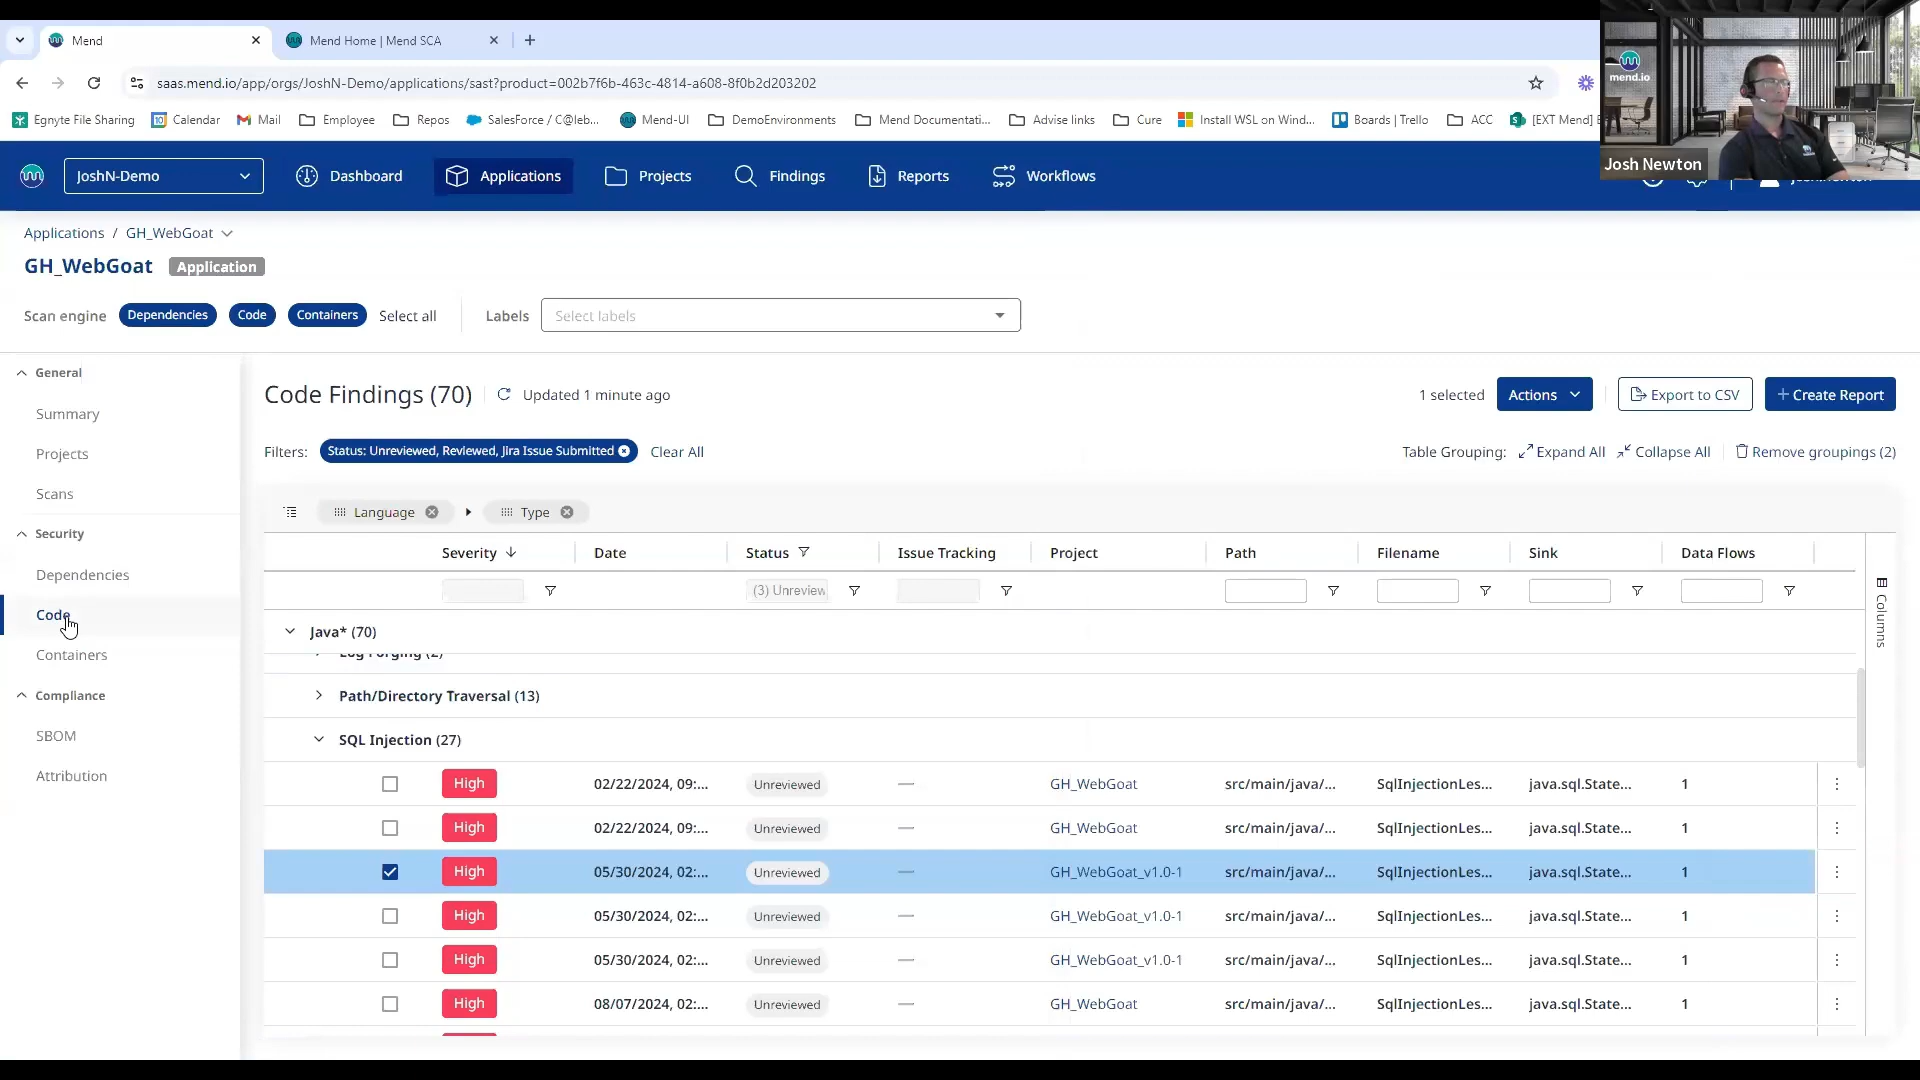 Mend
Mend Home | Mend SCA
saas.mend.io/app/orgs/JoshN-Demo/applications/sast?product=002b7f6b-463c-4814-a608-8f0b2d203202
Egnyte File Sharing
Calendar
Mail
Employee
Repos
SalesForce / C@leb...
Mend-UI
DemoEnvironments
Mend Documentati...
Advise links
Cure
Install WSL on Wind...
Boards | Trello
ACC
[EXT Mend]
mend.io
Josh Newton
JoshN-Demo
Dashboard
Applications
Projects
Findings
Reports
Workflows
Applications / GH_WebGoat
GH_WebGoat Application
Scan engine Dependencies Code Containers Select all
Labels Select labels
General
Summary
Projects
Scans
Security
Dependencies
Code
Containers
Compliance
SBOM
Attribution
Code Findings (70) Updated 1 minute ago
1 selected Actions Export to CSV + Create Report
Filters: Status: Unreviewed, Reviewed, Jira Issue Submitted Clear All
Table Grouping: Expand All Collapse All Remove groupings (2)
Language Type
Severity Date Status Issue Tracking Project Path Filename Sink Data Flows
(3) Unreview
Columns
Java* (70)
Log Forging (2)
Path/Directory Traversal (13)
SQL Injection (27)
High 02/22/2024, 09:... Unreviewed — GH_WebGoat src/main/java/... SqlInjectionLes... java.sql.State... 1
High 02/22/2024, 09:... Unreviewed — GH_WebGoat src/main/java/... SqlInjectionLes... java.sql.State... 1
High 05/30/2024, 02:... Unreviewed — GH_WebGoat_v1.0-1 src/main/java/... SqlInjectionLes... java.sql.State... 1
High 05/30/2024, 02:... Unreviewed — GH_WebGoat_v1.0-1 src/main/java/... SqlInjectionLes... java.sql.State... 1
High 05/30/2024, 02:... Unreviewed — GH_WebGoat_v1.0-1 src/main/java/... SqlInjectionLes... java.sql.State... 1
High 08/07/2024, 02:... Unreviewed — GH_WebGoat src/main/java/... SqlInjectionLes... java.sql.State... 1